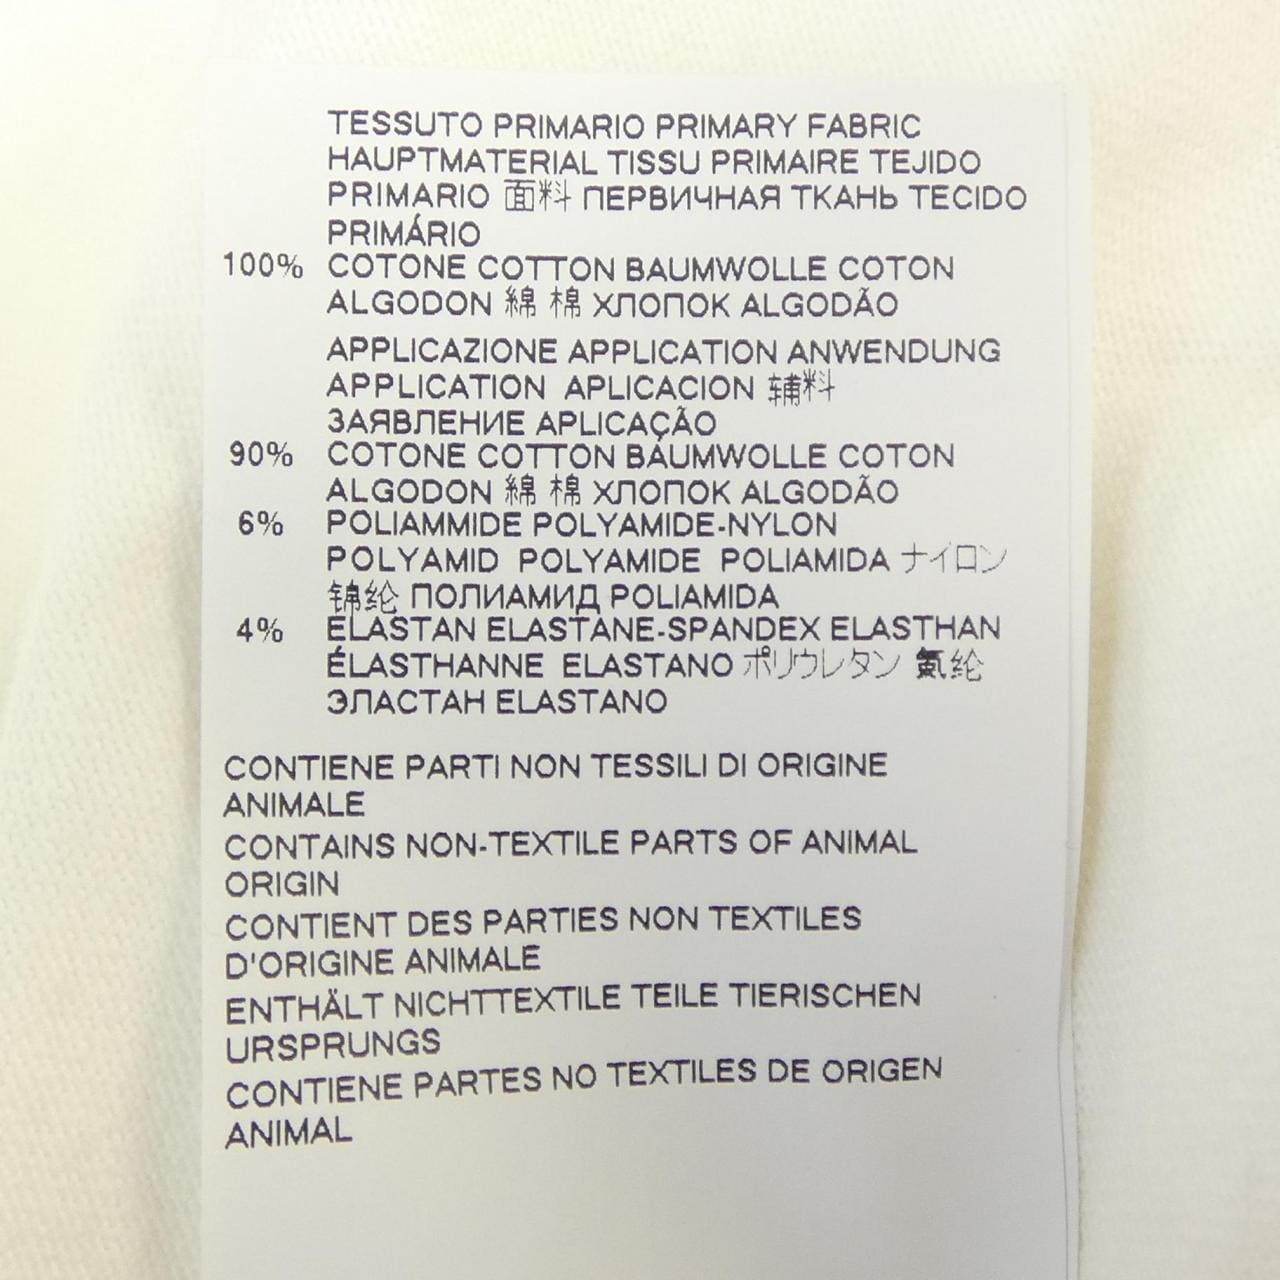 TESSUTO PRIMARIO PRIMARY FABRIC
HAUPTMATERIAL TISSU PRIMAIRE TEJIDO
PRIMARIO 面料 ПЕРВИЧНАЯ ТКАНЬ TECIDO
PRIMÁRIO
100% COTONE COTTON BAUMWOLLE COTON
ALGODON 綿 棉 ХЛОПОК ALGODÃO
APPLICAZIONE APPLICATION ANWENDUNG
APPLICATION APLICACION 辅料
ЗАЯВЛЕНИЕ APLICAÇÃO
90% COTONE COTTON BAUMWOLLE COTON
ALGODON 綿 棉 ХЛОПОК ALGODÃO
6% POLIAMMIDE POLYAMIDE-NYLON
POLYAMID POLYAMIDE POLIAMIDA ナイロン
锦纶 ПОЛИАМИД POLIAMIDA
4% ELASTAN ELASTANE-SPANDEX ELASTHAN
ÉLASTHANNE ELASTANO ポリウレタン 氨纶
ЭЛАСТАН ELASTANO
CONTIENE PARTI NON TESSILI DI ORIGINE
ANIMALE
CONTAINS NON-TEXTILE PARTS OF ANIMAL
ORIGIN
CONTIENT DES PARTIES NON TEXTILES
D'ORIGINE ANIMALE
ENTHÄLT NICHTTEXTILE TEILE TIERISCHEN
URSPRUNGS
CONTIENE PARTES NO TEXTILES DE ORIGEN
ANIMAL